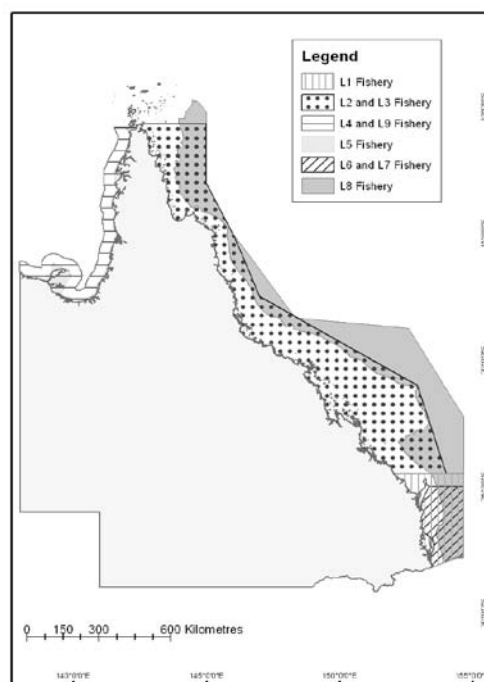 Legend
L1 Fishery
L2 and L3 Fishery
L4 and L9 Fishery
L5 Fishery
L6 and L7 Fishery
L8 Fishery
0 150 300 600 Kilometres
145°0'0"E
150°0'0"E